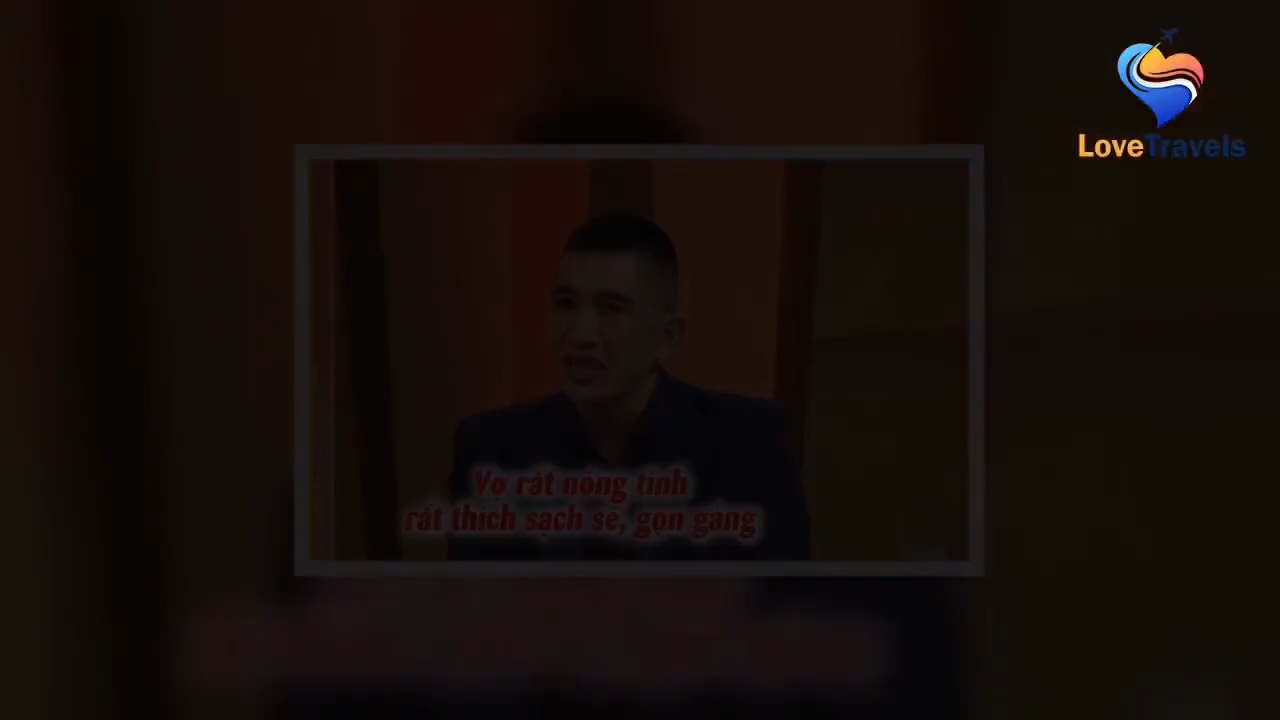 LoveTravels
Vợ rất nóng tính
rất thích sạch sẽ, gọn gàng